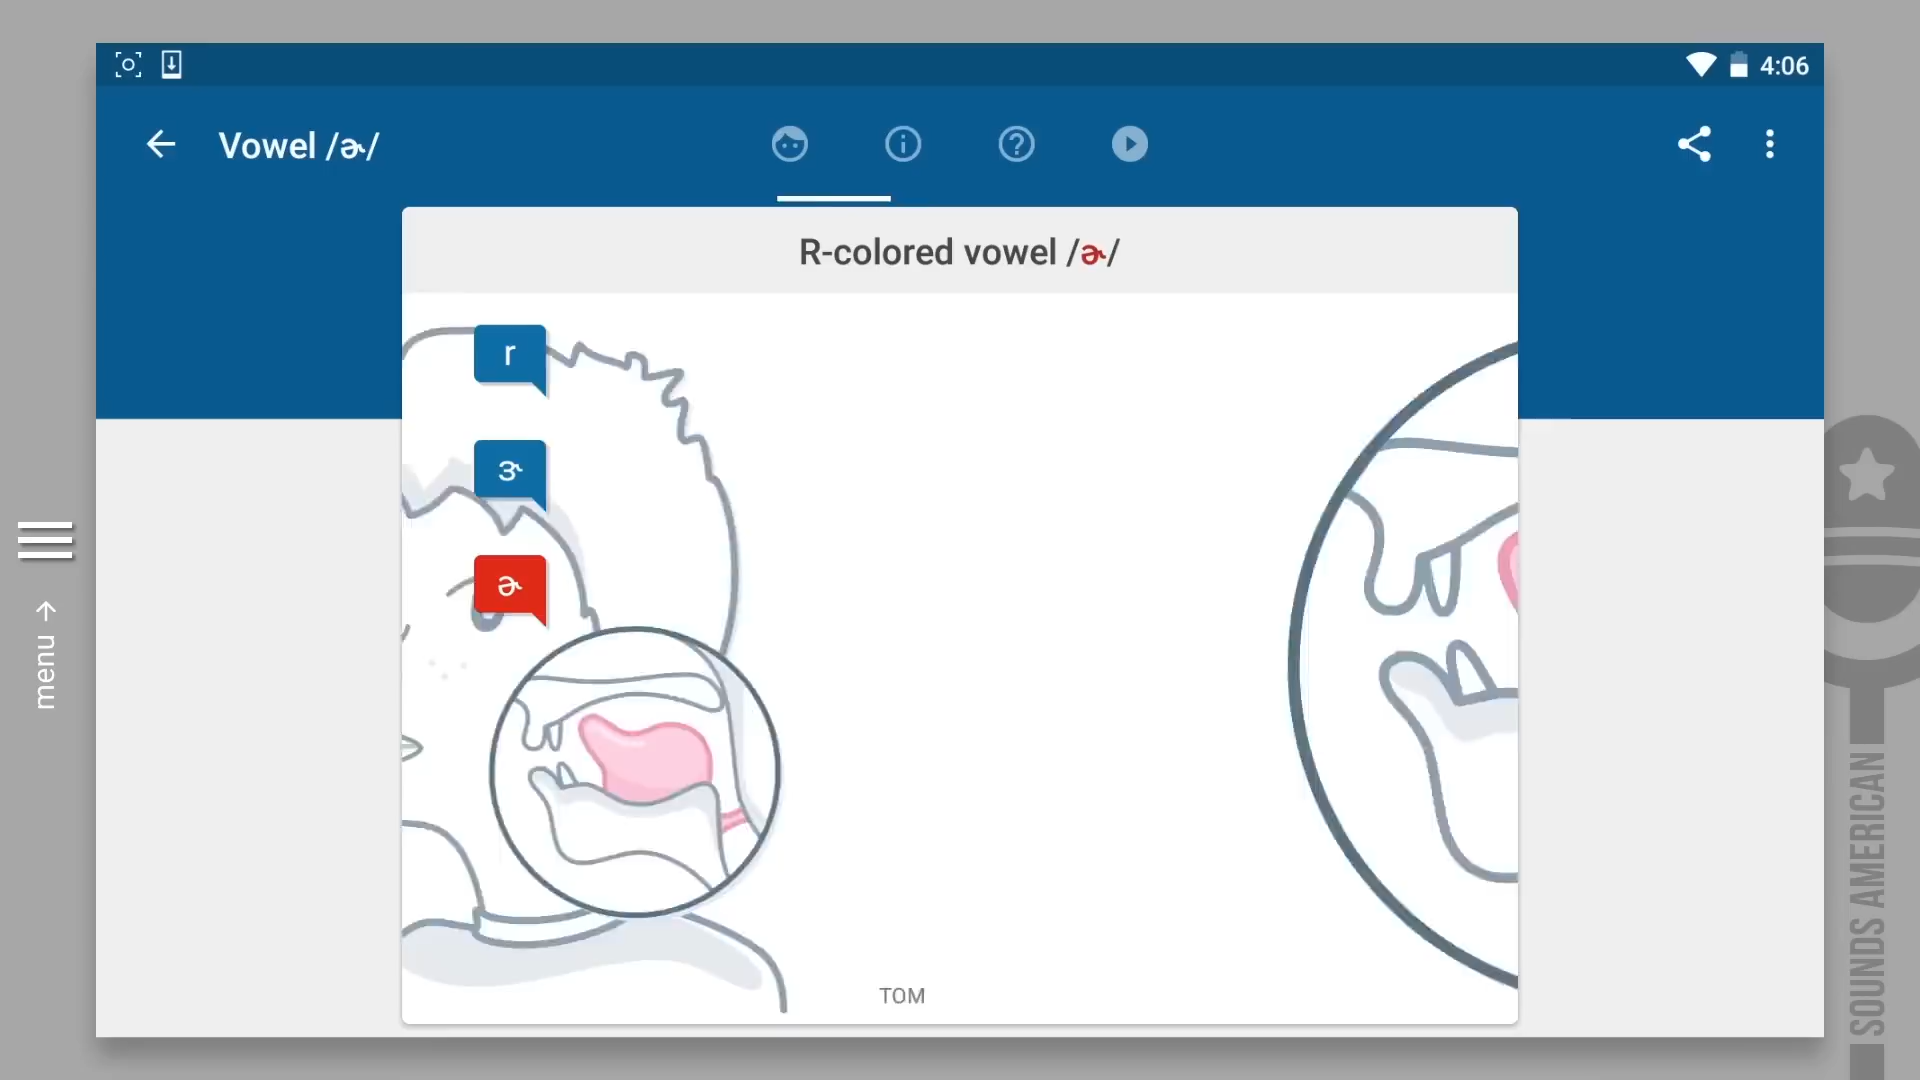 4:06
Vowel /ɚ/
R-colored vowel /ɚ/
r
ɝ
ɚ
TOM
menu
SOUNDS AMERICAN